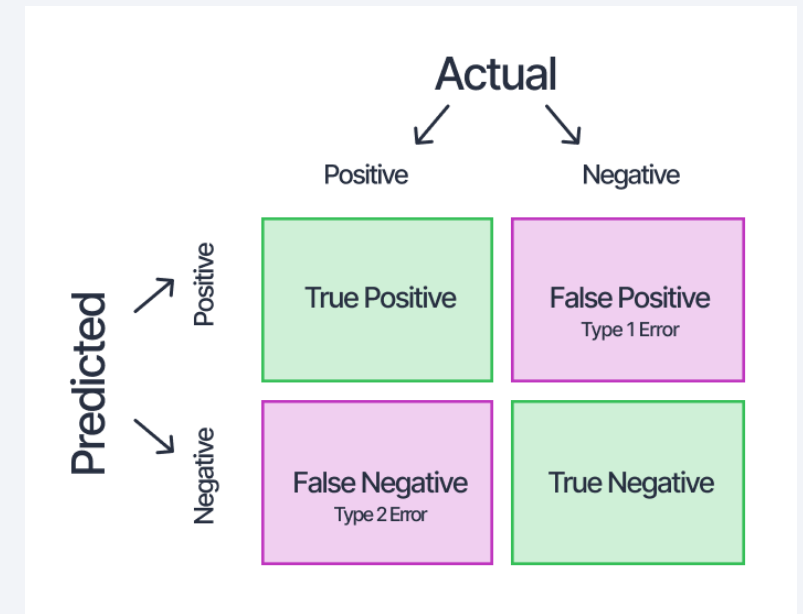 Actual
Positive
Negative
Predicted
Positive
True Positive
False Positive
Type 1 Error
Negative
False Negative
Type 2 Error
True Negative